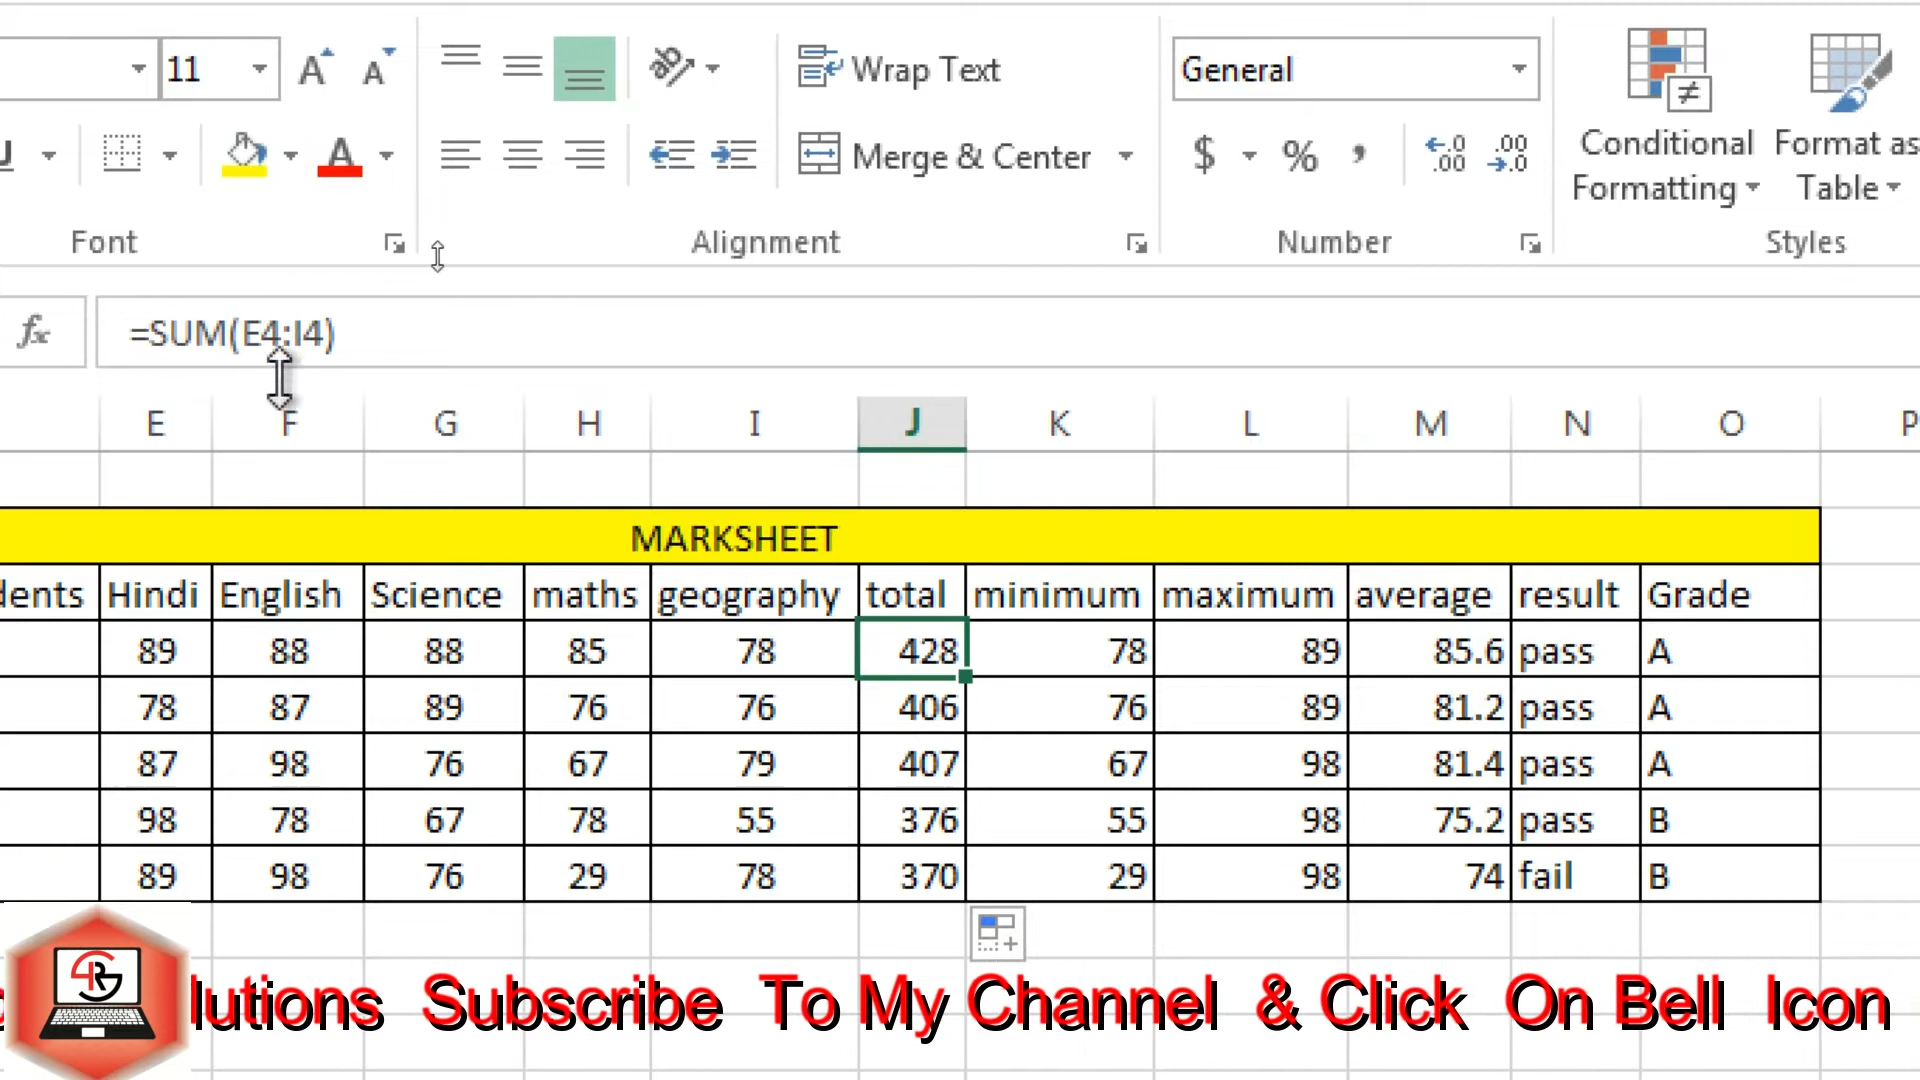 11 A A ab Wrap Text General
U A Merge & Center $ % , .0 .00 .00 .0 Conditional Formatting Format as Table
Font Alignment Number Styles
fx =SUM(E4:I4)
E F G H I J K L M N O P
MARKSHEET
dents Hindi English Science maths geography total minimum maximum average result Grade
89 88 88 85 78 428 78 89 85.6 pass A
78 87 89 76 76 406 76 89 81.2 pass A
87 98 76 67 79 407 67 98 81.4 pass A
98 78 67 78 55 376 55 98 75.2 pass B
89 98 76 29 78 370 29 98 74 fail B
lutions Subscribe To My Channel & Click On Bell Icon